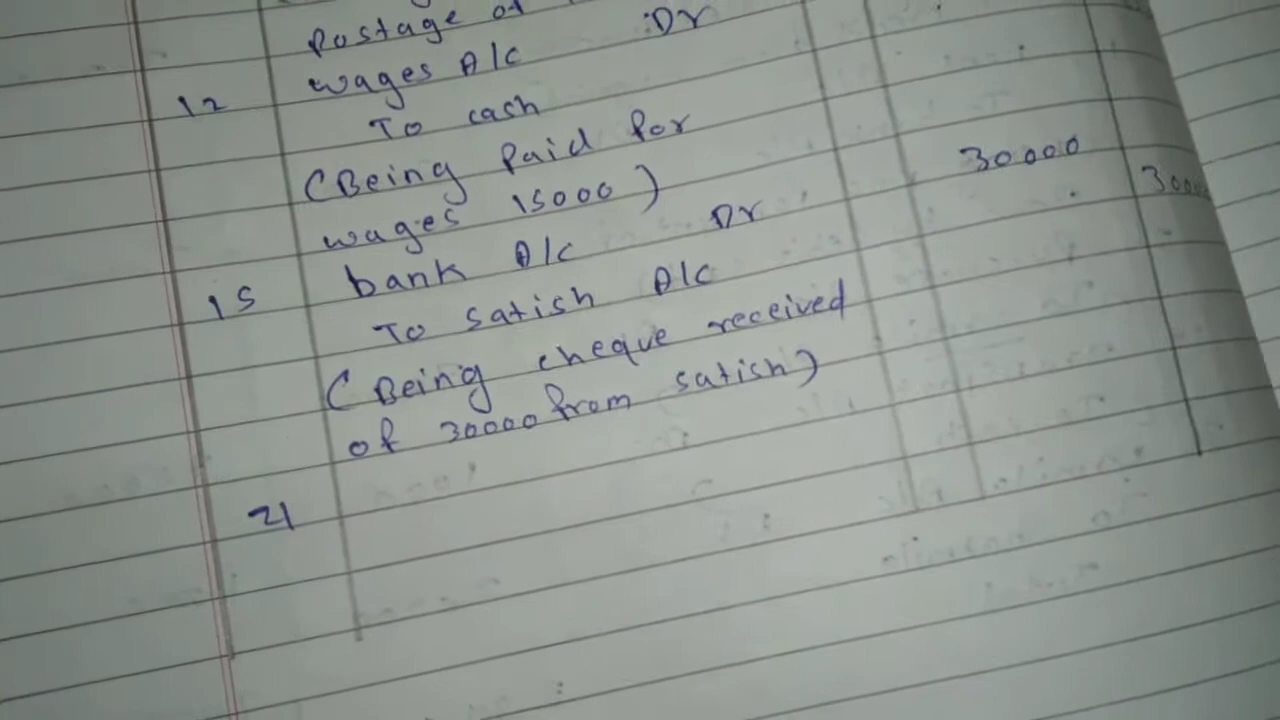 Postage of
12 wages A/c Dr
To cash
(Being Paid for
wages 15000)
15 bank A/c Dr 30000
To satish A/c
(Being cheque received
of 30000 from satish)
21